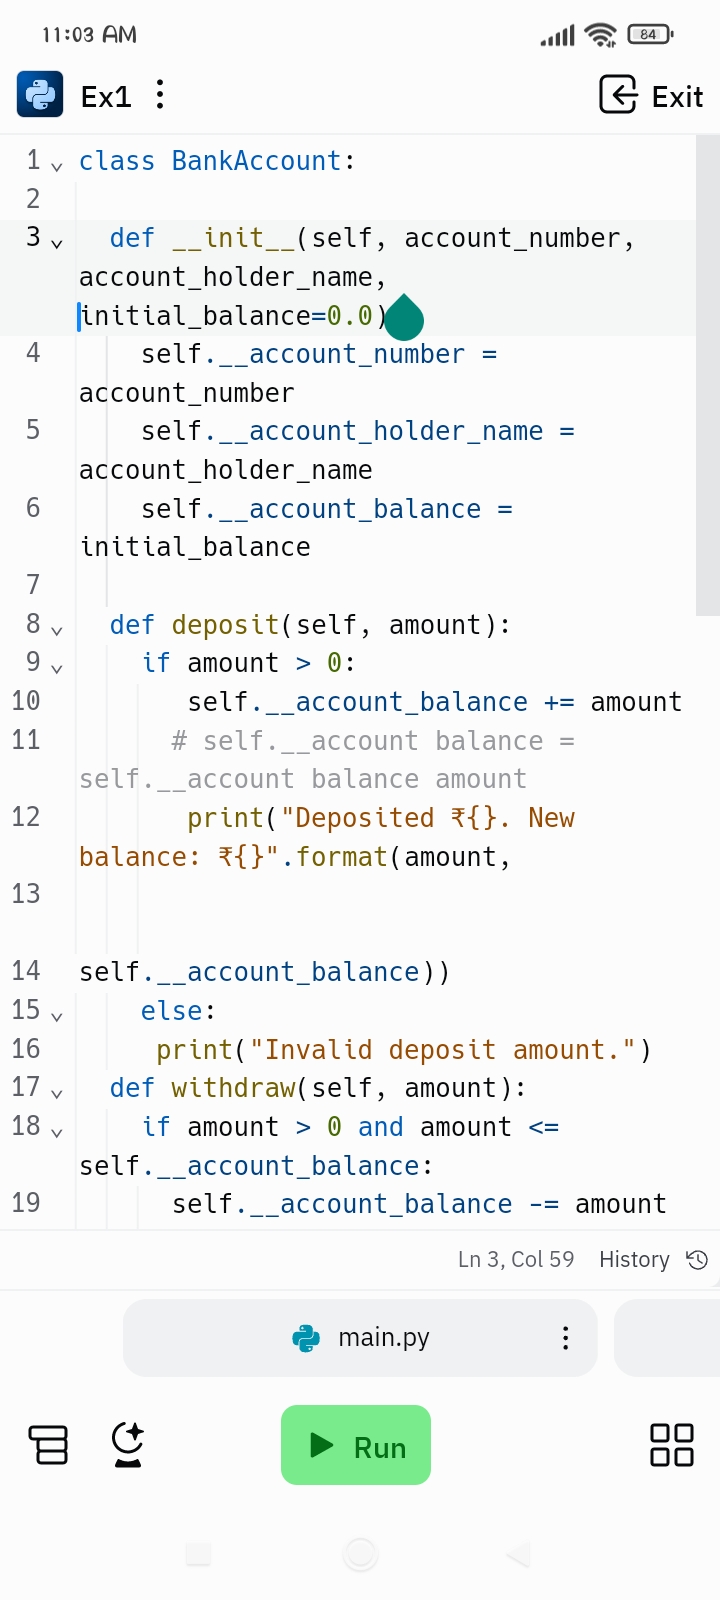 11:03 AM
84
Ex1
Exit
1 class BankAccount:
2
3 def __init__(self, account_number,
account_holder_name,
initial_balance=0.0)
4 self.__account_number =
account_number
5 self.__account_holder_name =
account_holder_name
6 self.__account_balance =
initial_balance
7
8 def deposit(self, amount):
9 if amount > 0:
10 self.__account_balance += amount
11 # self.__account balance =
self.__account balance amount
12 print("Deposited ₹{}. New
balance: ₹{}".format(amount,
13
14
self.__account_balance))
15 else:
16 print("Invalid deposit amount.")
17 def withdraw(self, amount):
18 if amount > 0 and amount <=
self.__account_balance:
19 self.__account_balance -= amount
Ln 3, Col 59 History
main.py
Run